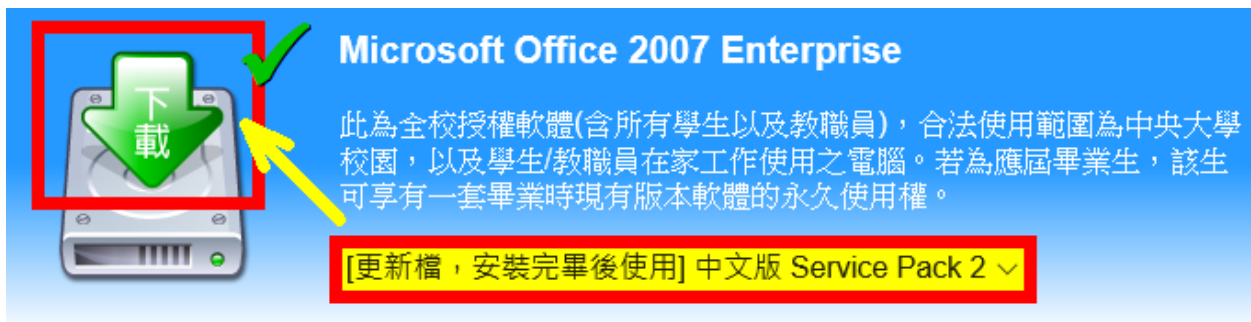 下
載
Microsoft Office 2007 Enterprise
此為全校授權軟體(含所有學生以及教職員)，合法使用範圍為中央大學
校園，以及學生/教職員在家工作使用之電腦。若為應屆畢業生，該生
可享有一套畢業時現有版本軟體的永久使用權。
[更新檔，安裝完畢後使用] 中文版 Service Pack 2